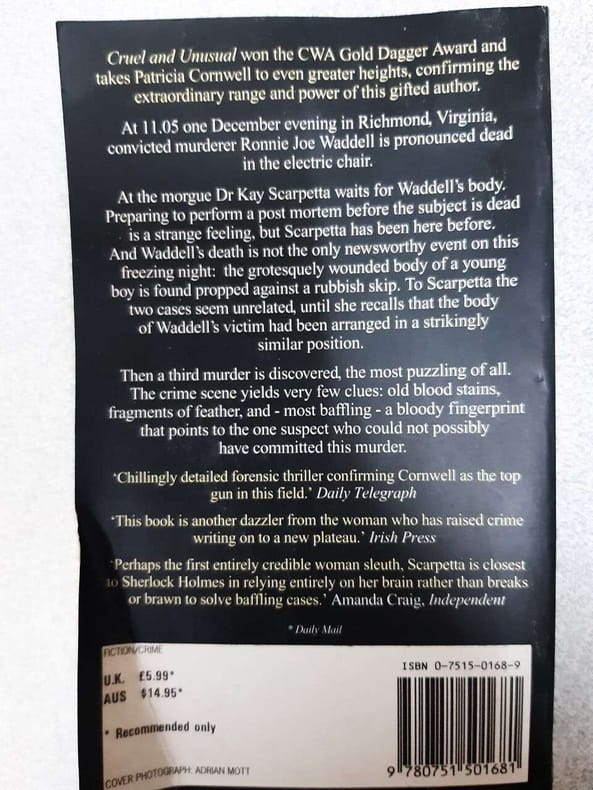 Cruel and Unusual won the CWA Gold Dagger Award and
takes Patricia Cornwell to even greater heights, confirming the
extraordinary range and power of this gifted author.
At 11.05 one December evening in Richmond, Virginia,
convicted murderer Ronnie Joe Waddell is pronounced dead
in the electric chair.
At the morgue Dr Kay Scarpetta waits for Waddell's body.
Preparing to perform a post mortem before the subject is dead
is a strange feeling, but Scarpetta has been here before.
And Waddell's death is not the only newsworthy event on this
freezing night: the grotesquely wounded body of a young
boy is found propped against a rubbish skip. To Scarpetta the
two cases seem unrelated, until she recalls that the body
of Waddell's victim had been arranged in a strikingly
similar position.
Then a third murder is discovered, the most puzzling of all.
The crime scene yields very few clues: old blood stains,
fragments of feather, and - most baffling - a bloody fingerprint
that points to the one suspect who could not possibly
have committed this murder.
'Chillingly detailed forensic thriller confirming Cornwell as the top
gun in this field.' Daily Telegraph
'This book is another dazzler from the woman who has raised crime
writing on to a new plateau.' Irish Press
'Perhaps the first entirely credible woman sleuth, Scarpetta is closest
to Sherlock Holmes in relying entirely on her brain rather than breaks
or brawn to solve baffling cases.' Amanda Craig, Independent
* Daily Mail
FICTION/CRIME
U.K. £5.99*
AUS $14.95*
* Recommended only
COVER PHOTOGRAPH: ADRIAN MOTT
ISBN 0-7515-0168-9
9 780751 501681